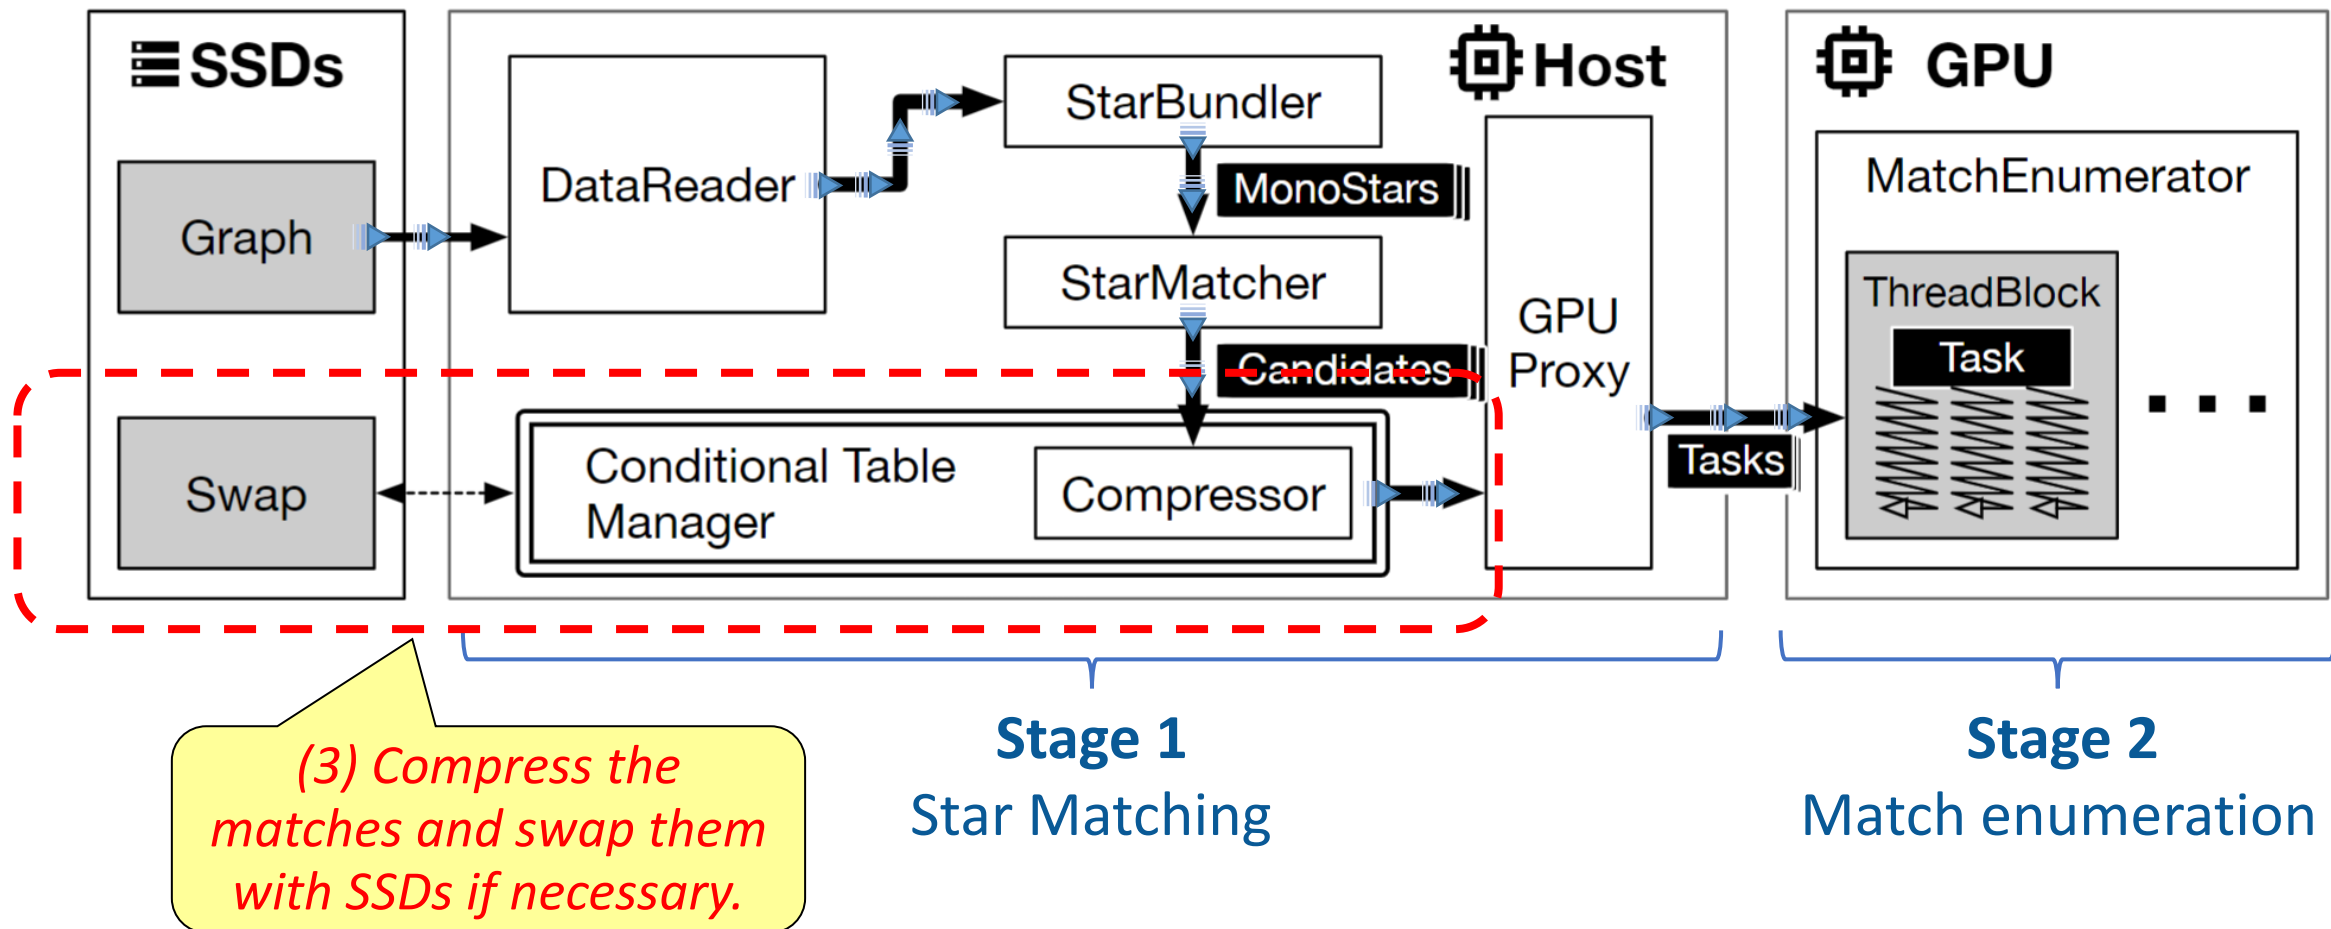 SSDs
Graph
Swap
Host
DataReader
StarBundler
MonoStars
StarMatcher
Candidates
Conditional Table
Manager
Compressor
GPU
Proxy
Tasks
GPU
MatchEnumerator
ThreadBlock
Task
(3) Compress the
matches and swap them
with SSDs if necessary.
Stage 1
Star Matching
Stage 2
Match enumeration